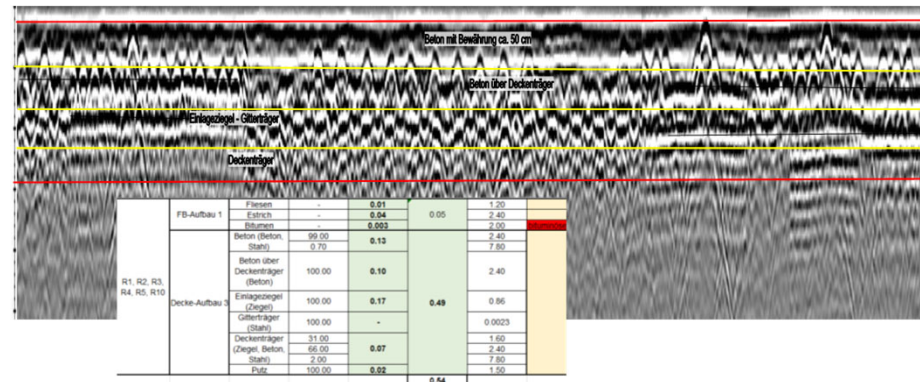 Beton mit Bewährung ca. 50 cm
Beton über Deckenträger
Einlageziegel - Gitterträger
Deckenträger
FB-Aufbau 1
Fliesen - 0.01 1.20
Estrich - 0.04 0.05 2.40
Bitumen - 0.003 2.00
R1, R2, R3,
R4, R5, R10
Decke-Aufbau 3
Beton (Beton, 99.00 0.13 2.40
Stahl) 0.70 7.80
Beton über
Deckenträger 100.00 0.10 2.40
(Beton)
Einlageziegel 100.00 0.17 0.49 0.86
(Ziegel)
Gitterträger 100.00 - 0.0023
(Stahl)
Deckenträger 31.00 1.60
(Ziegel, Beton, 66.00 0.07 2.40
Stahl) 2.00 7.80
Putz 100.00 0.02 1.50
0.54